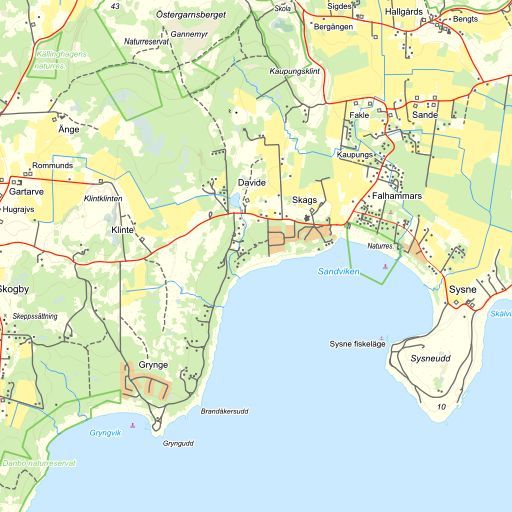 43
Östergarnsberget
Skola
Sigdes
Hallgårds
Bengts
Bergängen
Gannemyr
Naturreservat
Källinghagens
naturres.
Kaupungsklint
Fakle
Sande
Änge
Kaupungs
Rommunds
Davide
Gartarve
Klintklinten
Skags
Falhammars
Hugrajvs
Klinte
Naturres.
Sandviken
Skogby
Sysne
Skeppssättning
Sysne fiskeläge
Sysneudd
Grynge
10
Brandåkersudd
Gryngvik
Gryngudd
Danbo naturreservat